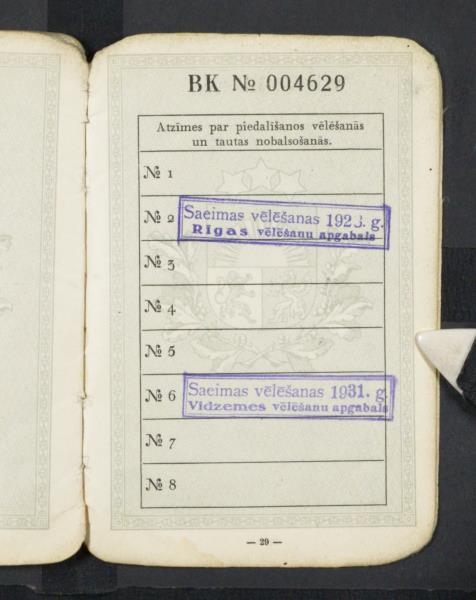 BK № 004629
Atzīmes par piedalīšanos vēlēšanās
un tautas nobalsošanās.
№ 1
№ 2
Saeimas vēlēšanas 1928. g.
Rīgas vēlēšanu apgabals
№ 3
№ 4
№ 5
№ 6
Saeimas vēlēšanas 1931. g.
Vidzemes vēlēšanu apgabals
№ 7
№ 8
— 29 —